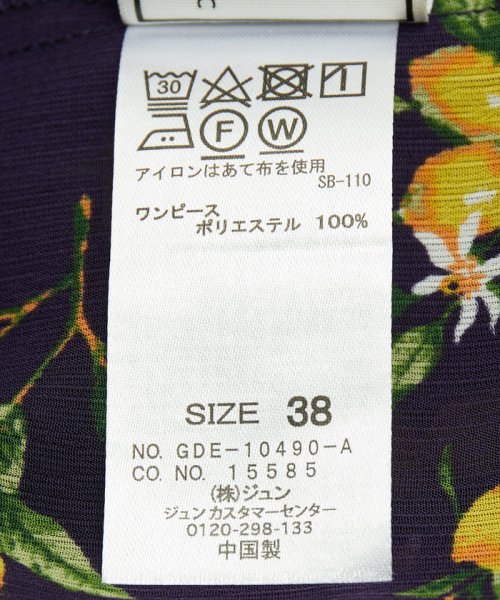 30
F W
アイロンはあて布を使用
SB-110
ワンピース
ポリエステル 100%
SIZE 38
NO. GDE-10490-A
CO. NO. 15585
(株)ジュン
ジュン カスタマーセンター
0120-298-133
中国製